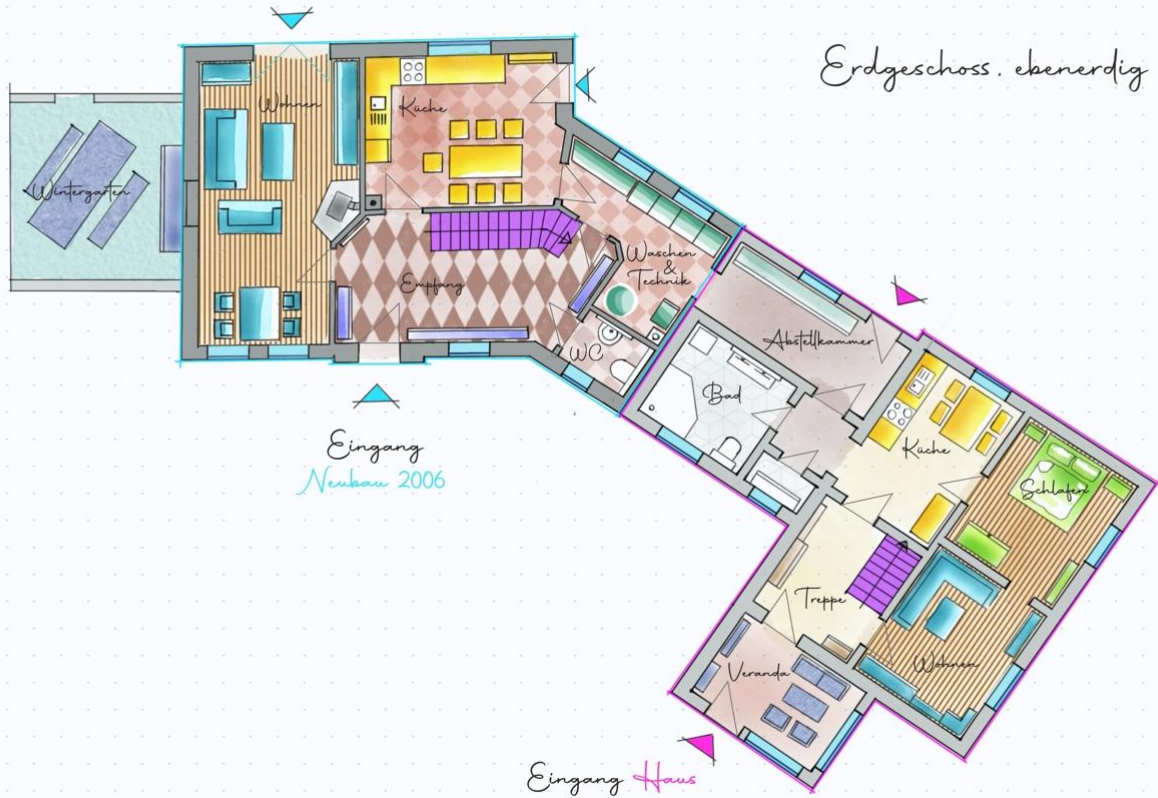 Erdgeschoss. ebenerdig
Wohnen
Küche
Wintergarten
Empfang
Waschen
&
Technik
WC
Abstellkammer
Bad
Küche
Schlafen
Eingang
Neubau 2006
Treppe
Wohnen
Veranda
Eingang Haus